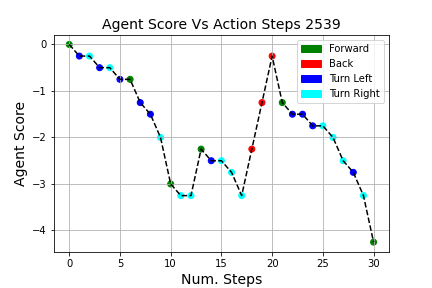 Agent Score Vs Action Steps 2539
Forward
Back
Turn Left
Turn Right
Agent Score
0
−1
−2
−3
−4
0 5 10 15 20 25 30
Num. Steps